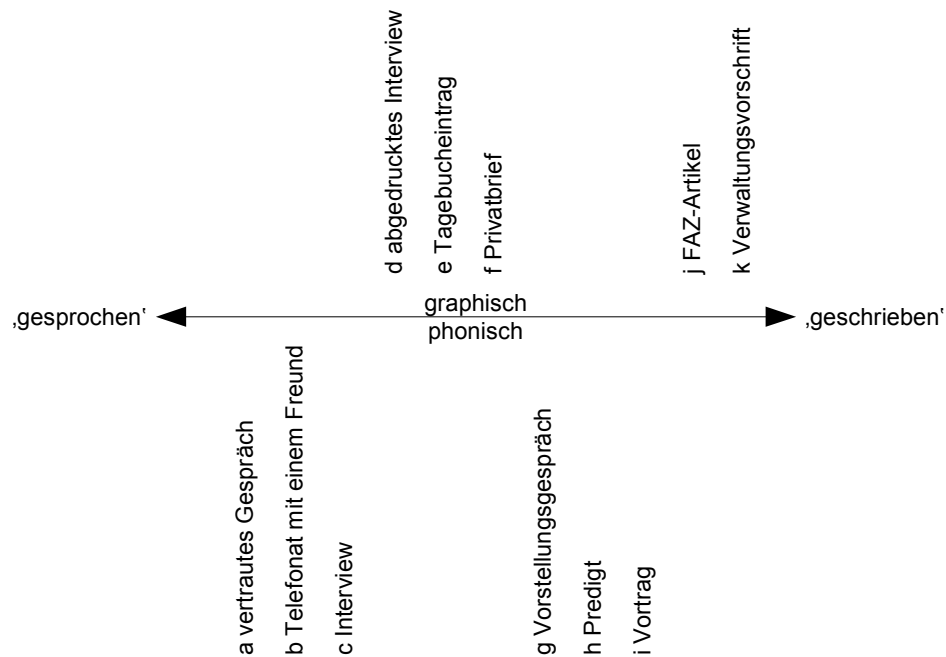 d abgedrucktes Interview
e Tagebucheintrag
f Privatbrief
j FAZ-Artikel
k Verwaltungsvorschrift
‚gesprochen‘
graphisch
phonisch
‚geschrieben‘
a vertrautes Gespräch
b Telefonat mit einem Freund
c Interview
g Vorstellungsgespräch
h Predigt
i Vortrag